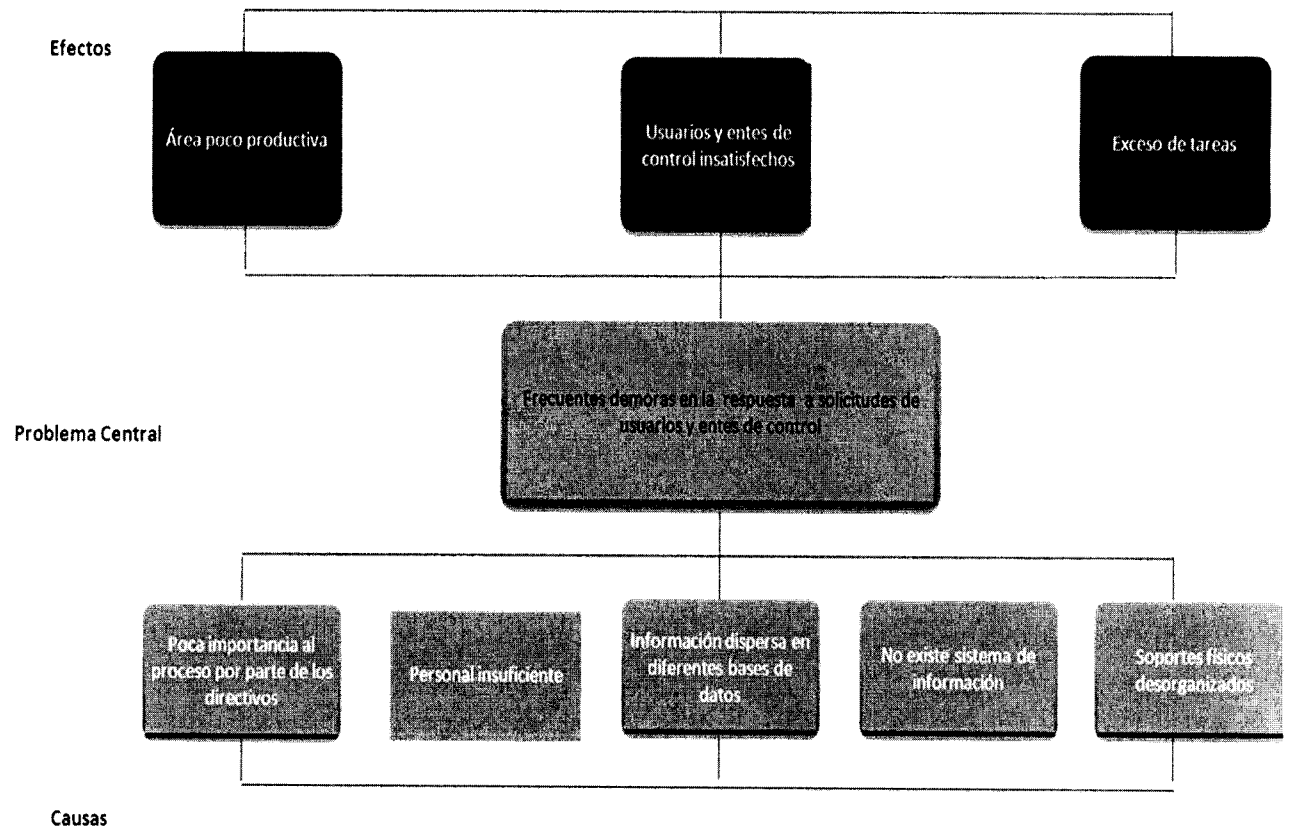 Efectos
Área poco productiva
Usuarios y entes de
control insatisfechos
Exceso de tareas
Frecuentes demoras en la respuesta a solicitudes de
usuarios y entes de control
Problema Central
Poca importancia al
proceso por parte de los
directivos
Personal insuficiente
Información dispersa en
diferentes bases de
datos
No existe sistema de
información
Soportes físicos
desorganizados
Causas